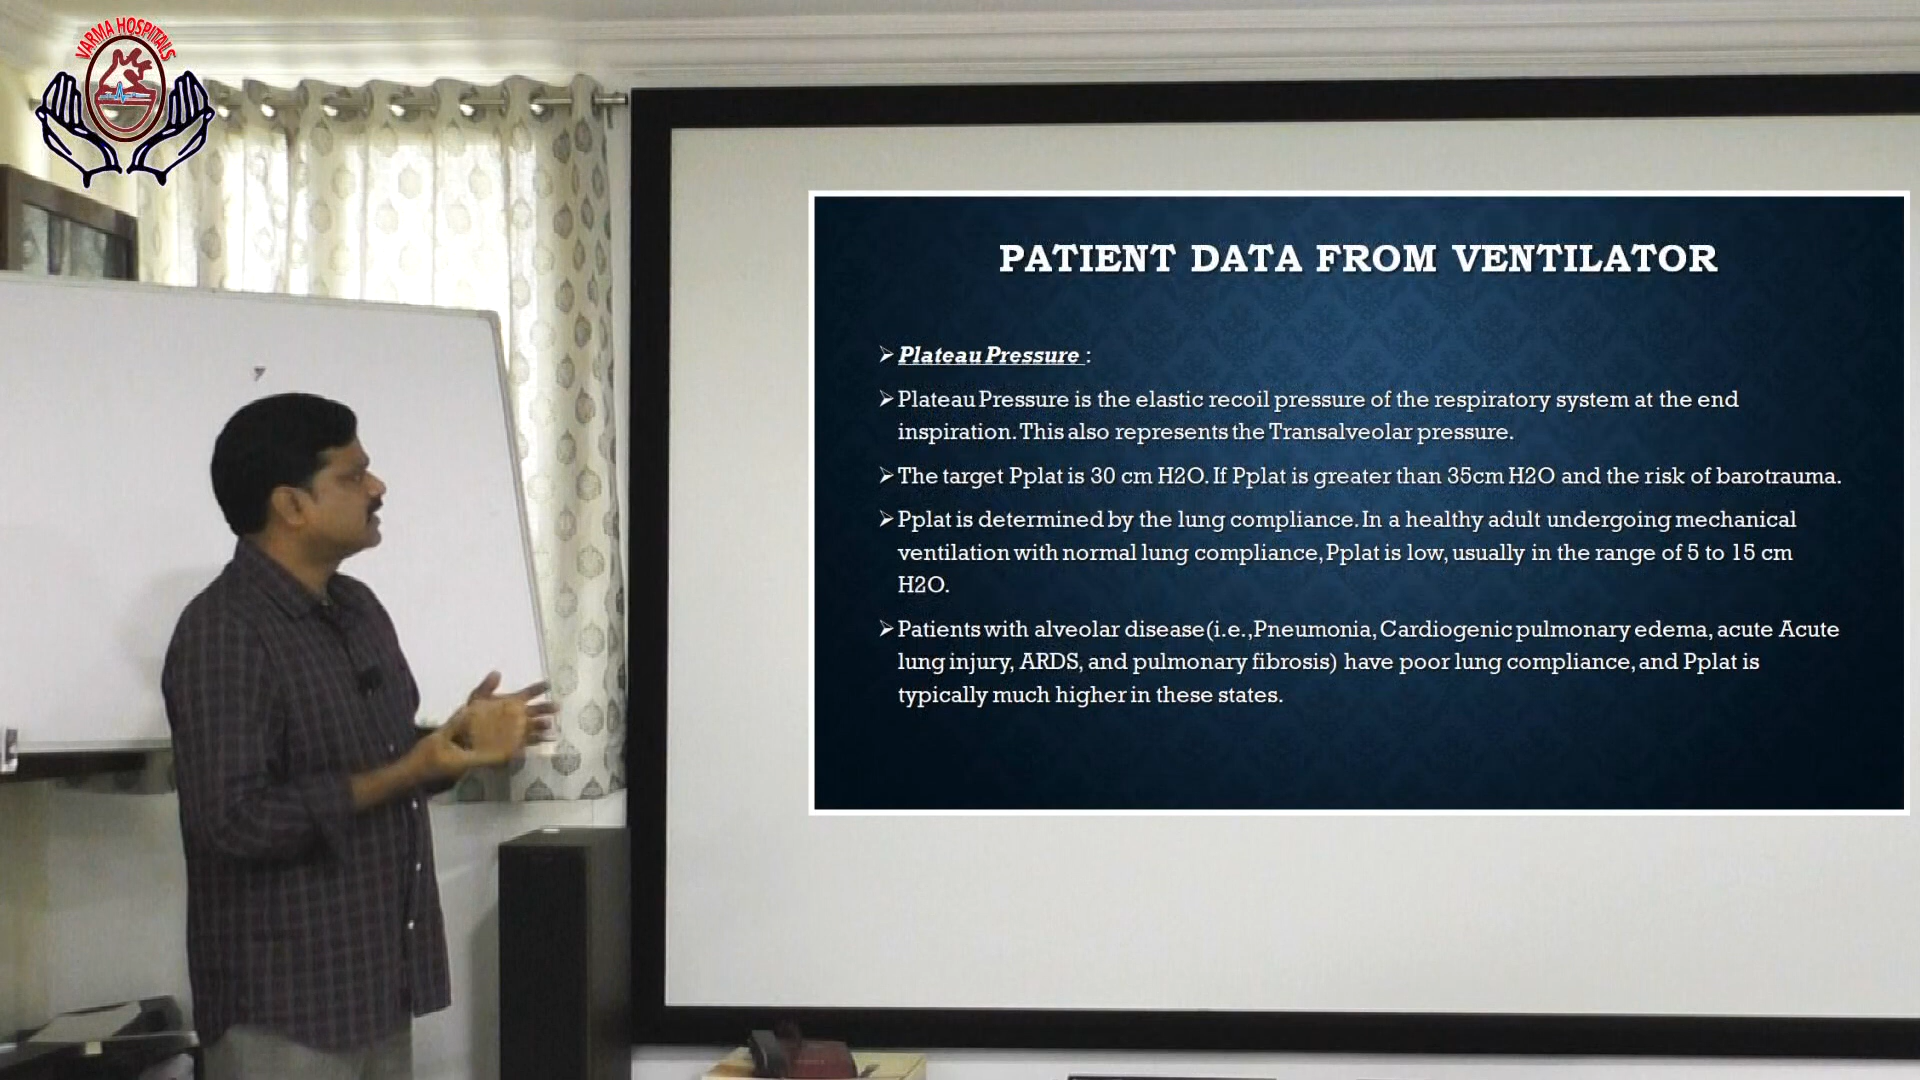 VARMA HOSPITALS
PATIENT DATA FROM VENTILATOR
➢ Plateau Pressure :
➢ Plateau Pressure is the elastic recoil pressure of the respiratory system at the end
inspiration. This also represents the Transalveolar pressure.
➢ The target Pplat is 30 cm H2O. If Pplat is greater than 35cm H2O and the risk of barotrauma.
➢ Pplat is determined by the lung compliance. In a healthy adult undergoing mechanical
ventilation with normal lung compliance, Pplat is low, usually in the range of 5 to 15 cm
H2O.
➢ Patients with alveolar disease(i.e.,Pneumonia, Cardiogenic pulmonary edema, acute Acute
lung injury, ARDS, and pulmonary fibrosis) have poor lung compliance, and Pplat is
typically much higher in these states.